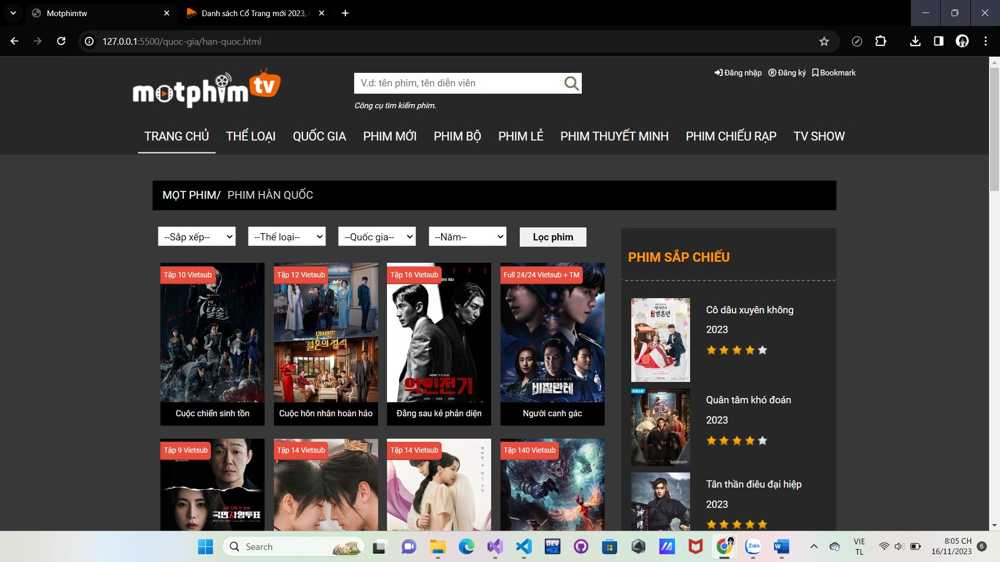 Motphimtw
Danh sách Cổ Trang mới 2023,
127.0.0.1:5500/quoc-gia/han-quoc.html
motphim tv
V.d: tên phim, tên diễn viên
Công cụ tìm kiếm phim.
Đăng nhập
Đăng ký
Bookmark
TRANG CHỦ
THỂ LOẠI
QUỐC GIA
PHIM MỚI
PHIM BỘ
PHIM LẺ
PHIM THUYẾT MINH
PHIM CHIẾU RẠP
TV SHOW
MỌT PHIM/ PHIM HÀN QUỐC
--Sắp xếp--
--Thể loại--
--Quốc gia--
--Năm--
Lọc phim
Tập 10 Vietsub
7인의
탈출
Cuộc chiến sinh tồn
Tập 12 Vietsub
완벽한
결혼의 정석
Cuộc hôn nhân hoàn hảo
Tập 16 Vietsub
악인전기
Đằng sau kẻ phản diện
Full 24/24 Vietsub + TM
비질란테
Người canh gác
Tập 9 Vietsub
국민사형투표
Tập 14 Vietsub
Tập 14 Vietsub
Tập 140 Vietsub
PHIM SẮP CHIẾU
결혼면
Cô dâu xuyên không
2023
motphim
Quân tâm khó đoán
2023
Tân thần điêu đại hiệp
2023
Search
DEV
C++
Zalo
W
VIE
TL
8:05 CH
16/11/2023
6